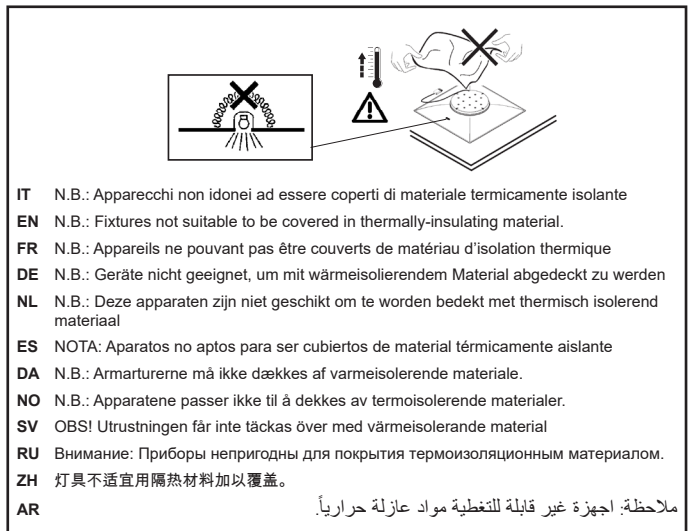 IT N.B.: Apparecchi non idonei ad essere coperti di materiale termicamente isolante
EN N.B.: Fixtures not suitable to be covered in thermally-insulating material.
FR N.B.: Appareils ne pouvant pas être couverts de matériau d’isolation thermique
DE N.B.: Geräte nicht geeignet, um mit wärmeisolierendem Material abgedeckt zu werden
NL N.B.: Deze apparaten zijn niet geschikt om te worden bedekt met thermisch isolerend
materiaal
ES NOTA: Aparatos no aptos para ser cubiertos de material térmicamente aislante
DA N.B.: Armarturerne må ikke dækkes af varmeisolerende materiale.
NO N.B.: Apparatene passer ikke til å dekkes av termoisolerende materialer.
SV OBS! Utrustningen får inte täckas över med värmeisolerande material
RU Внимание: Приборы непригодны для покрытия термоизоляционным материалом.
ZH 灯具不适宜用隔热材料加以覆盖。
AR ملاحظة: اجهزة غير قابلة للتغطية مواد عازلة حرارياً.